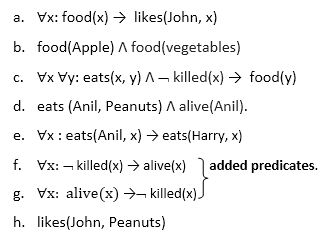 a. ∀x: food(x) → likes(John, x)
b. food(Apple) Λ food(vegetables)
c. ∀x ∀y: eats(x, y) Λ ¬ killed(x) → food(y)
d. eats (Anil, Peanuts) Λ alive(Anil).
e. ∀x : eats(Anil, x) → eats(Harry, x)
f. ∀x: ¬ killed(x) → alive(x) added predicates.
g. ∀x: alive(x) →¬ killed(x)
h. likes(John, Peanuts)